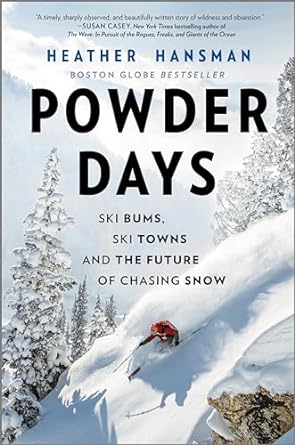 "A timely, sharply observed, and beautifully written story of wildness and obsession."
—SUSAN CASEY, New York Times bestselling author of
The Wave: In Pursuit of the Rogues, Freaks, and Giants of the Ocean
HEATHER HANSMAN
BOSTON GLOBE BESTSELLER
POWDER
DAYS
SKI BUMS,
SKI TOWNS
AND THE FUTURE
OF CHASING SNOW